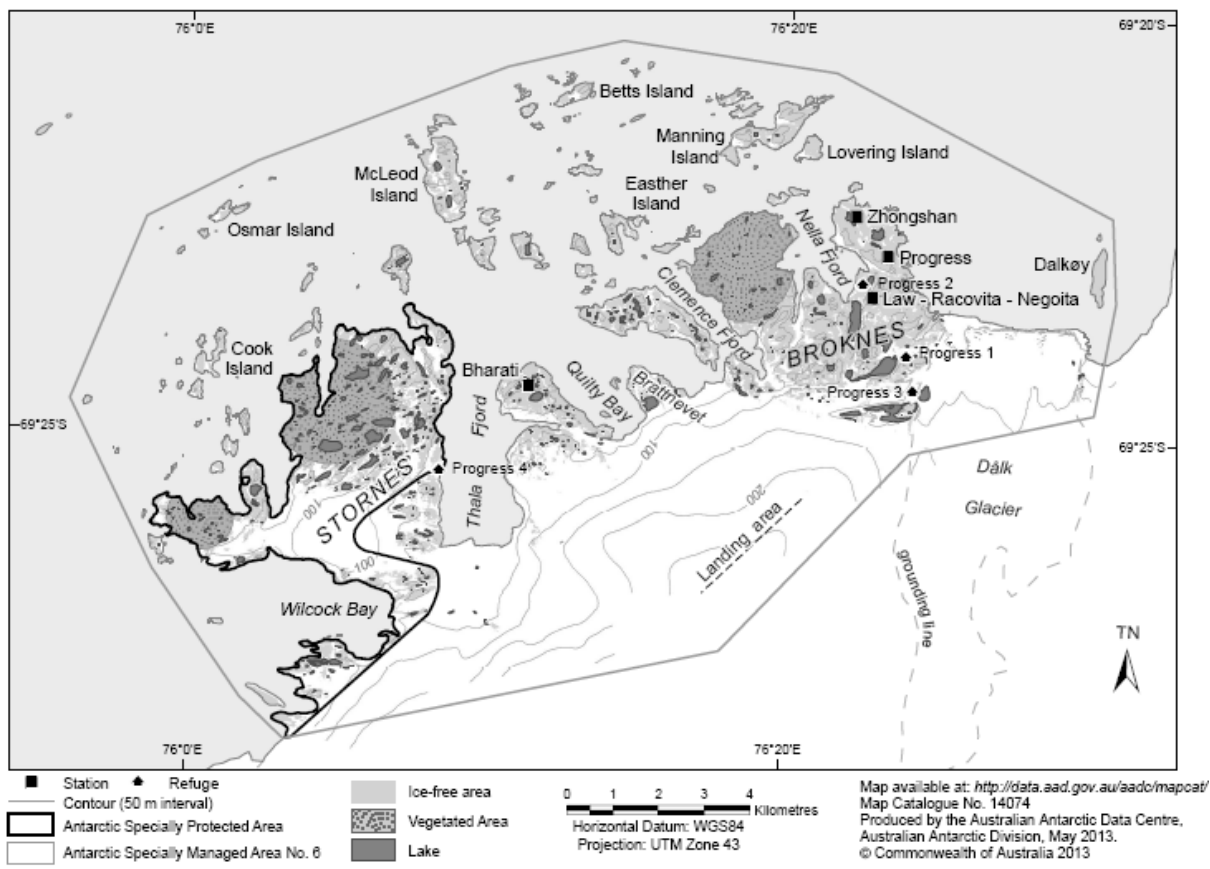 76°0'E
76°20'E
69°20'S
Betts Island
Manning
Island
Lovering Island
McLeod
Island
Easther
Island
Osmar Island
Nella Fjord
Zhongshan
Progress
Dalkøy
Progress 2
Law - Racovita - Negoita
Clemence Fjord
BROKNES
Cook
Island
Progress 1
Bharati
Quilty Bay
Brattnevet
Progress 3
69°25'S
69°25'S
100
Thala Fjord
Progress 4
STORNES
100
200
Dålk
Glacier
Landing area
100
grounding line
Wilcock Bay
TN
76°0'E
76°20'E
Station
Refuge
Contour (50 m interval)
Antarctic Specially Protected Area
Antarctic Specially Managed Area No. 6
Ice-free area
Vegetated Area
Lake
0 1 2 3 4
Kilometres
Horizontal Datum: WGS84
Projection: UTM Zone 43
Map available at: http://data.aad.gov.au/aadc/mapcat/
Map Catalogue No. 14074
Produced by the Australian Antarctic Data Centre,
Australian Antarctic Division, May 2013.
© Commonwealth of Australia 2013